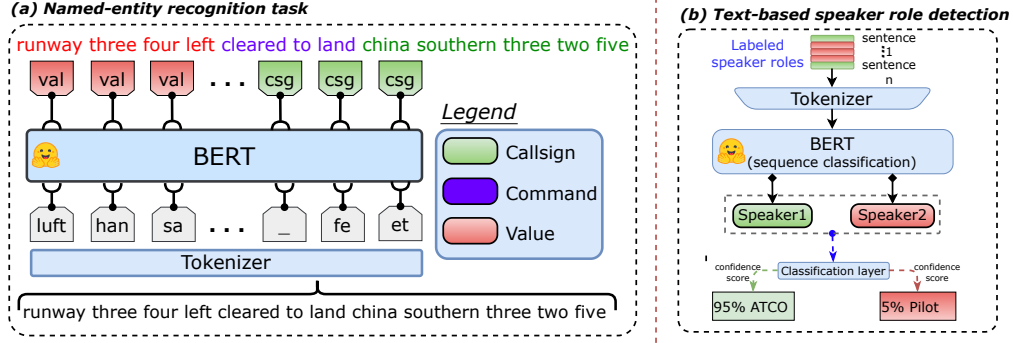 (a) Named-entity recognition task
runway three four left cleared to land china southern three two five
val val val ... csg csg csg
BERT
luft han sa ... _ fe et
Tokenizer
runway three four left cleared to land china southern three two five
Legend
Callsign
Command
Value
(b) Text-based speaker role detection
Labeled
speaker roles
sentence
1
sentence
n
Tokenizer
BERT
(sequence classification)
Speaker1 Speaker2
confidence
score
Classification layer
confidence
score
95% ATCO 5% Pilot